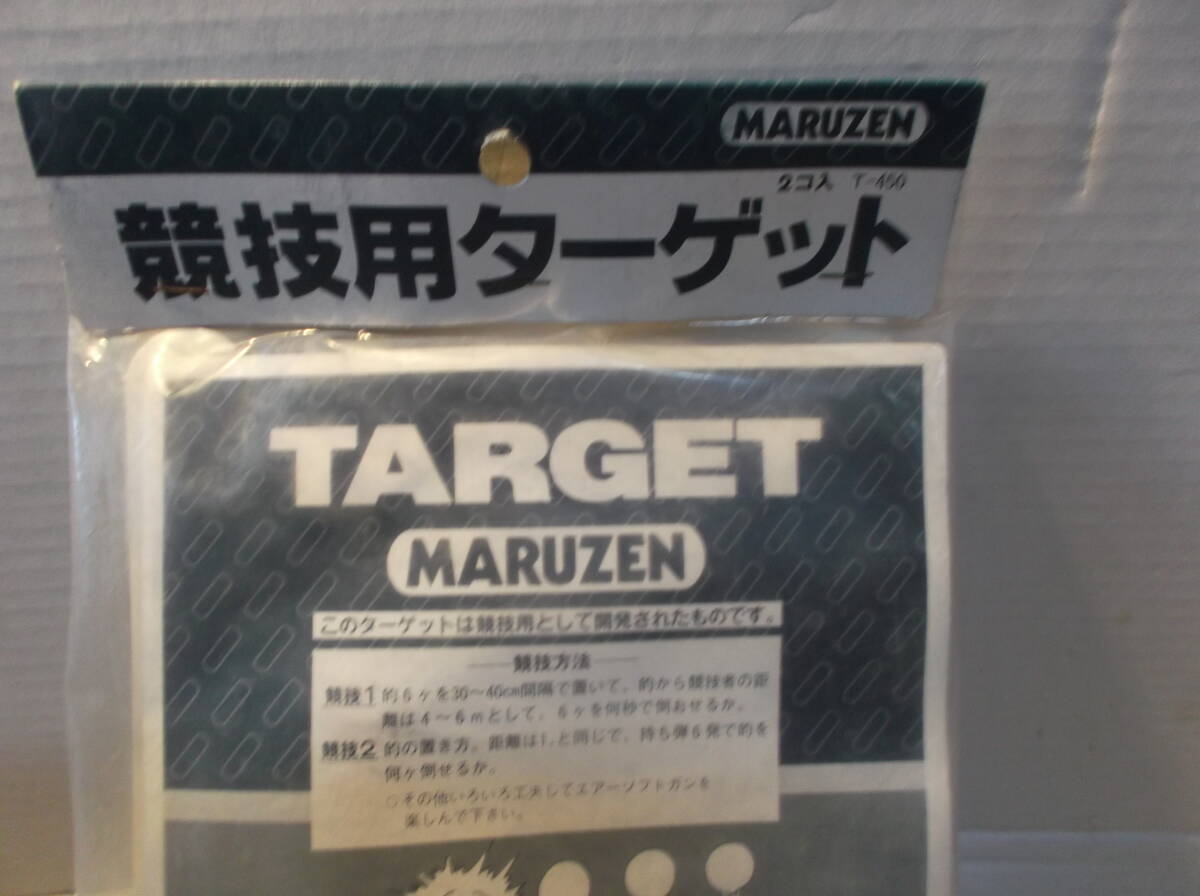 MARUZEN
2コ入 T-450
競技用ターゲット
TARGET
MARUZEN
このターゲットは競技用として開発されたものです。
競技方法
競技1 的6ヶを30〜40cm間隔で置いて、的から競技者の距
離は4〜6mとして、6ヶを何秒で倒おせるか。
競技2 的の置き方。距離は1.と同じで、持ち弾6発で的を
何ヶ倒せるか。
○その他いろいろ工夫してエアーソフトガンを
楽しんで下さい。